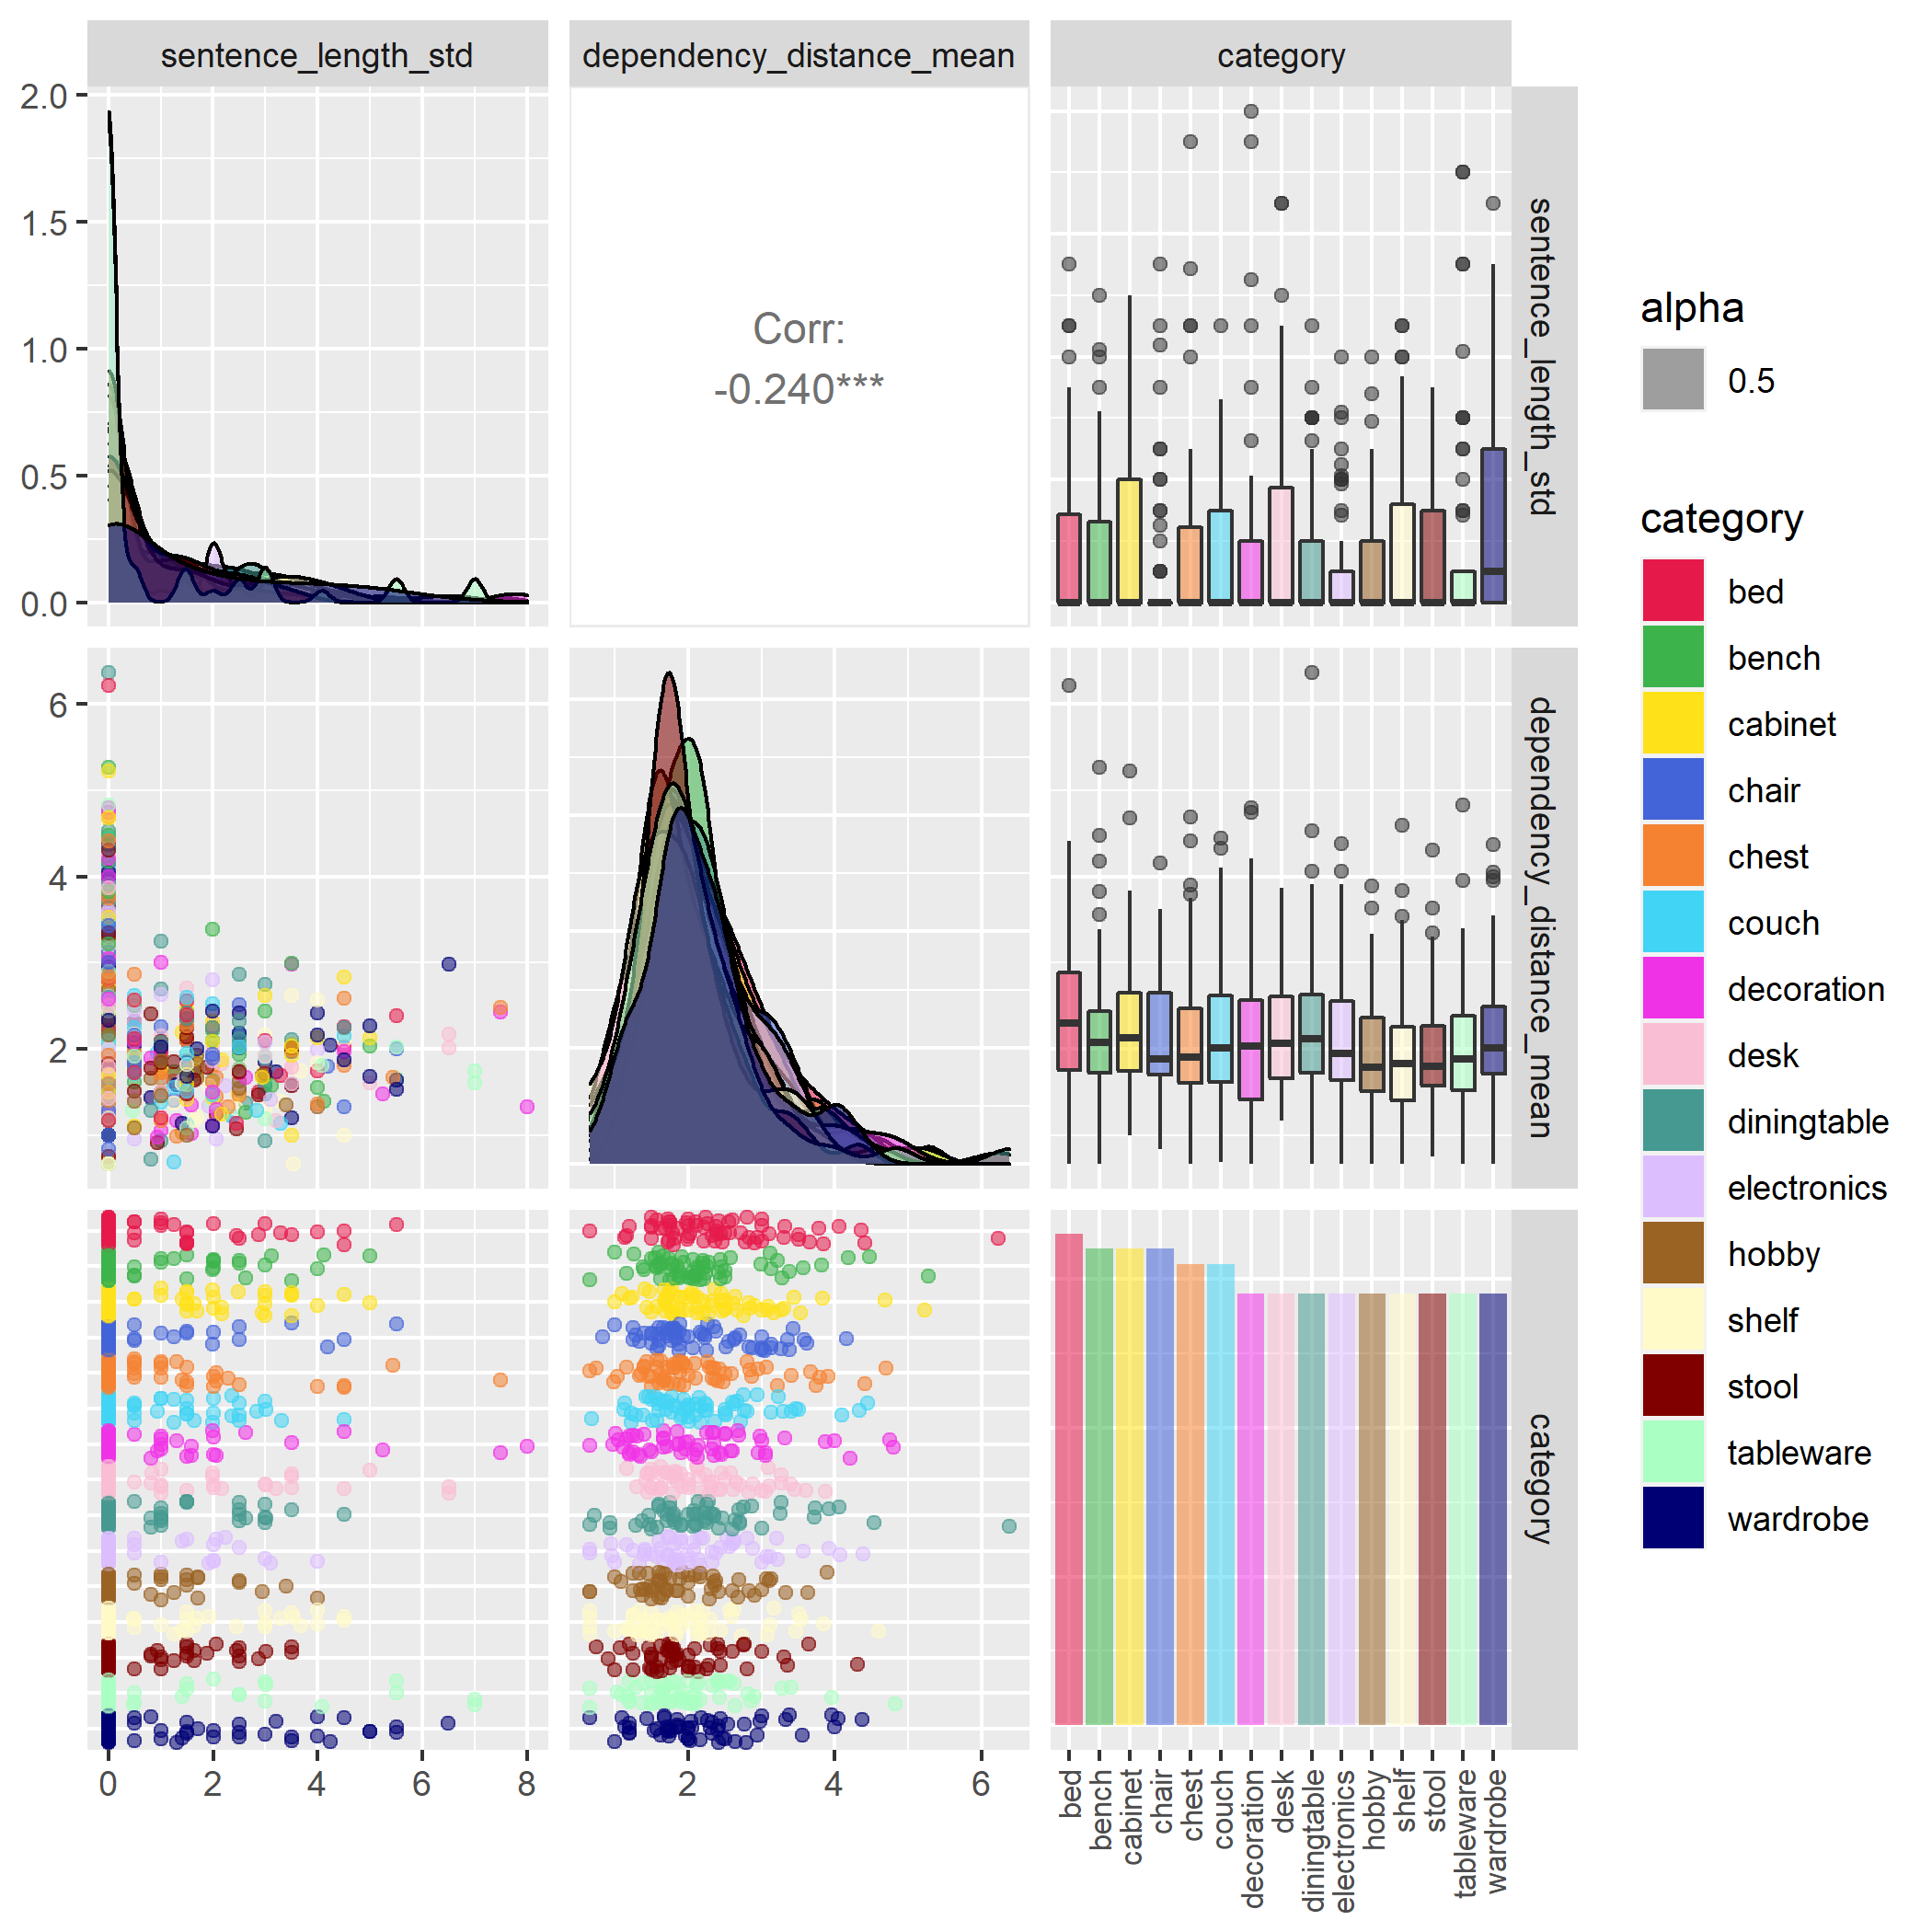 sentence_length_std
dependency_distance_mean
category
2.0
1.5
1.0
0.5
0.0
Corr:
-0.240***
sentence_length_std
6
4
2
dependency_distance_mean
category
0
2
4
6
8
2
4
6
bed
bench
cabinet
chair
chest
couch
decoration
desk
diningtable
electronics
hobby
shelf
stool
tableware
wardrobe
alpha
0.5
category
bed
bench
cabinet
chair
chest
couch
decoration
desk
diningtable
electronics
hobby
shelf
stool
tableware
wardrobe